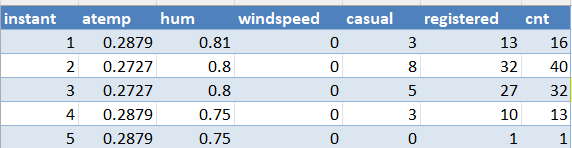 instant atemp hum windspeed casual registered cnt
1 0.2879 0.81 0 3 13 16
2 0.2727 0.8 0 8 32 40
3 0.2727 0.8 0 5 27 32
4 0.2879 0.75 0 3 10 13
5 0.2879 0.75 0 0 1 1